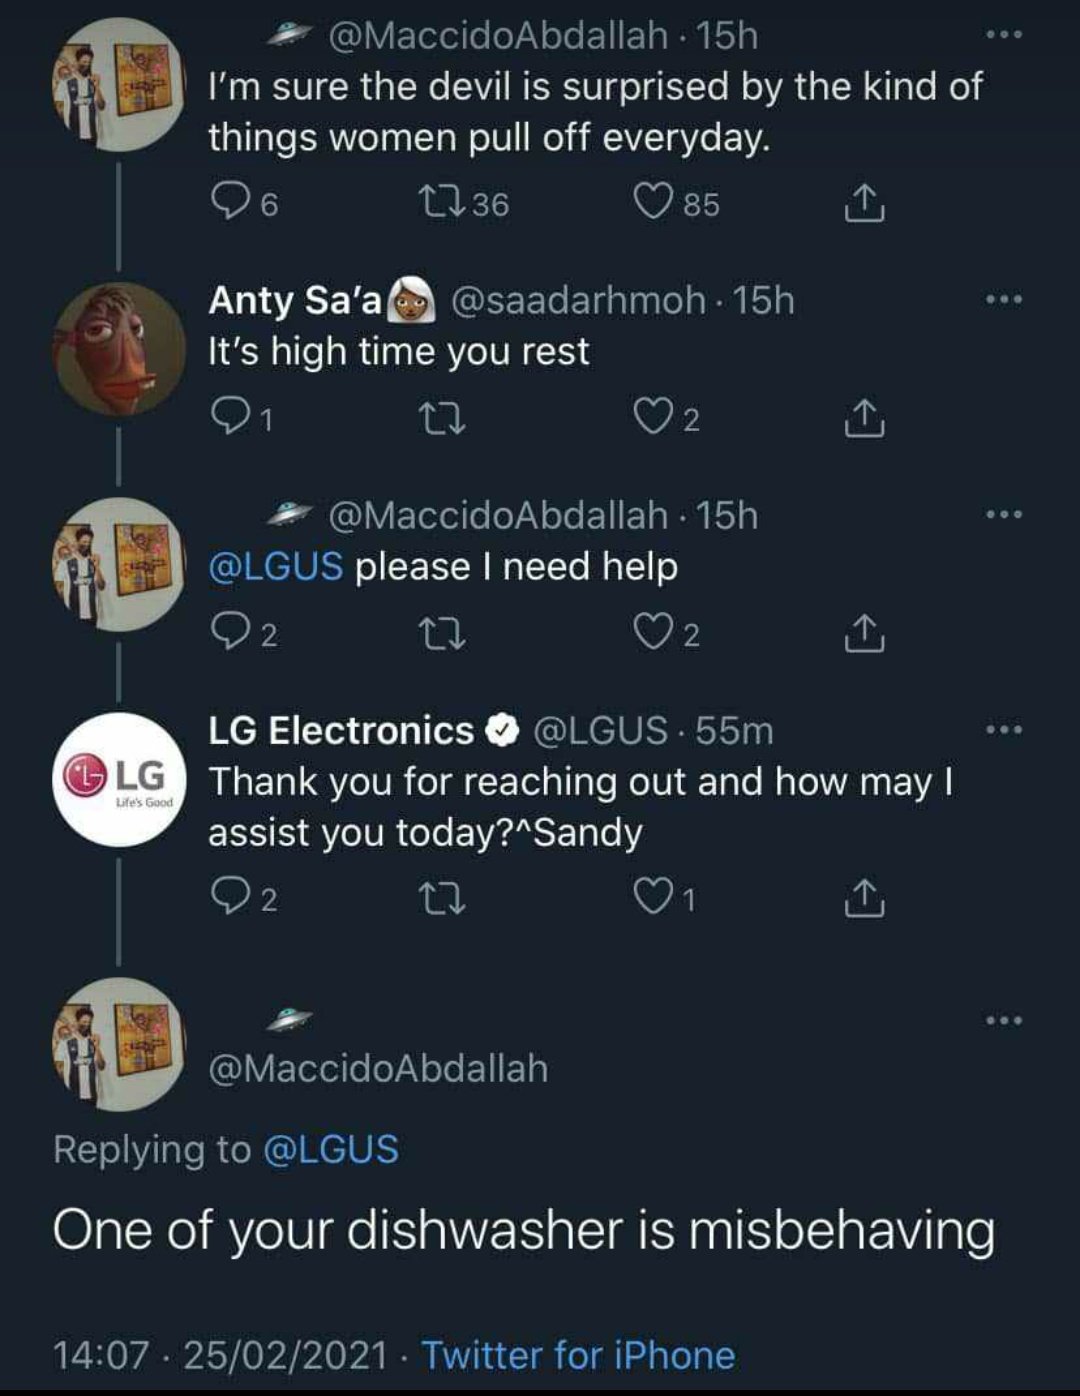 @MaccidoAbdallah · 15h
I'm sure the devil is surprised by the kind of
things women pull off everyday.
6 36 85
Anty Sa'a @saadarhmoh · 15h
It's high time you rest
1 2
@MaccidoAbdallah · 15h
@LGUS please I need help
2 2
LG Electronics @LGUS · 55m
LG
Life's Good
Thank you for reaching out and how may I
assist you today?^Sandy
2 1
@MaccidoAbdallah
Replying to @LGUS
One of your dishwasher is misbehaving
14:07 · 25/02/2021 · Twitter for iPhone